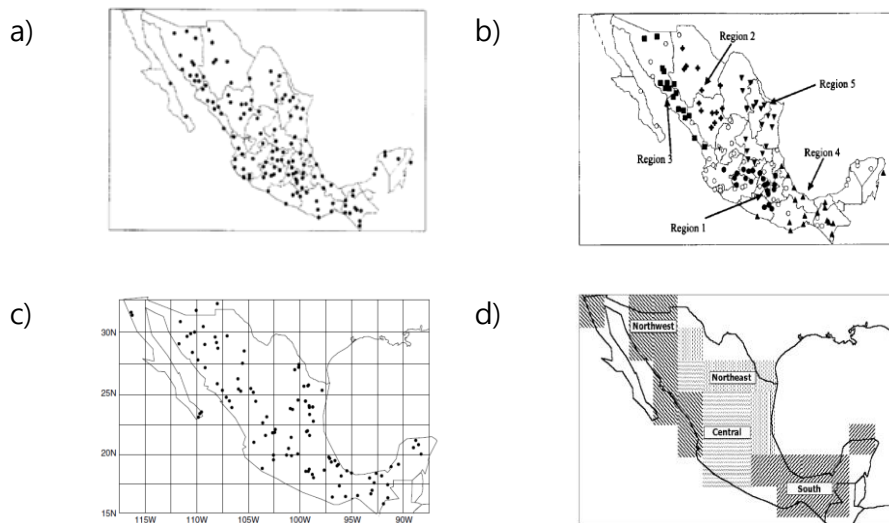 a)
b)
Region 2
Region 5
Region 3
Region 4
Region 1
c)
30N
25N
20N
15N
115W 110W 105W 100W 95W 90W
d)
Northwest
Northeast
Central
South